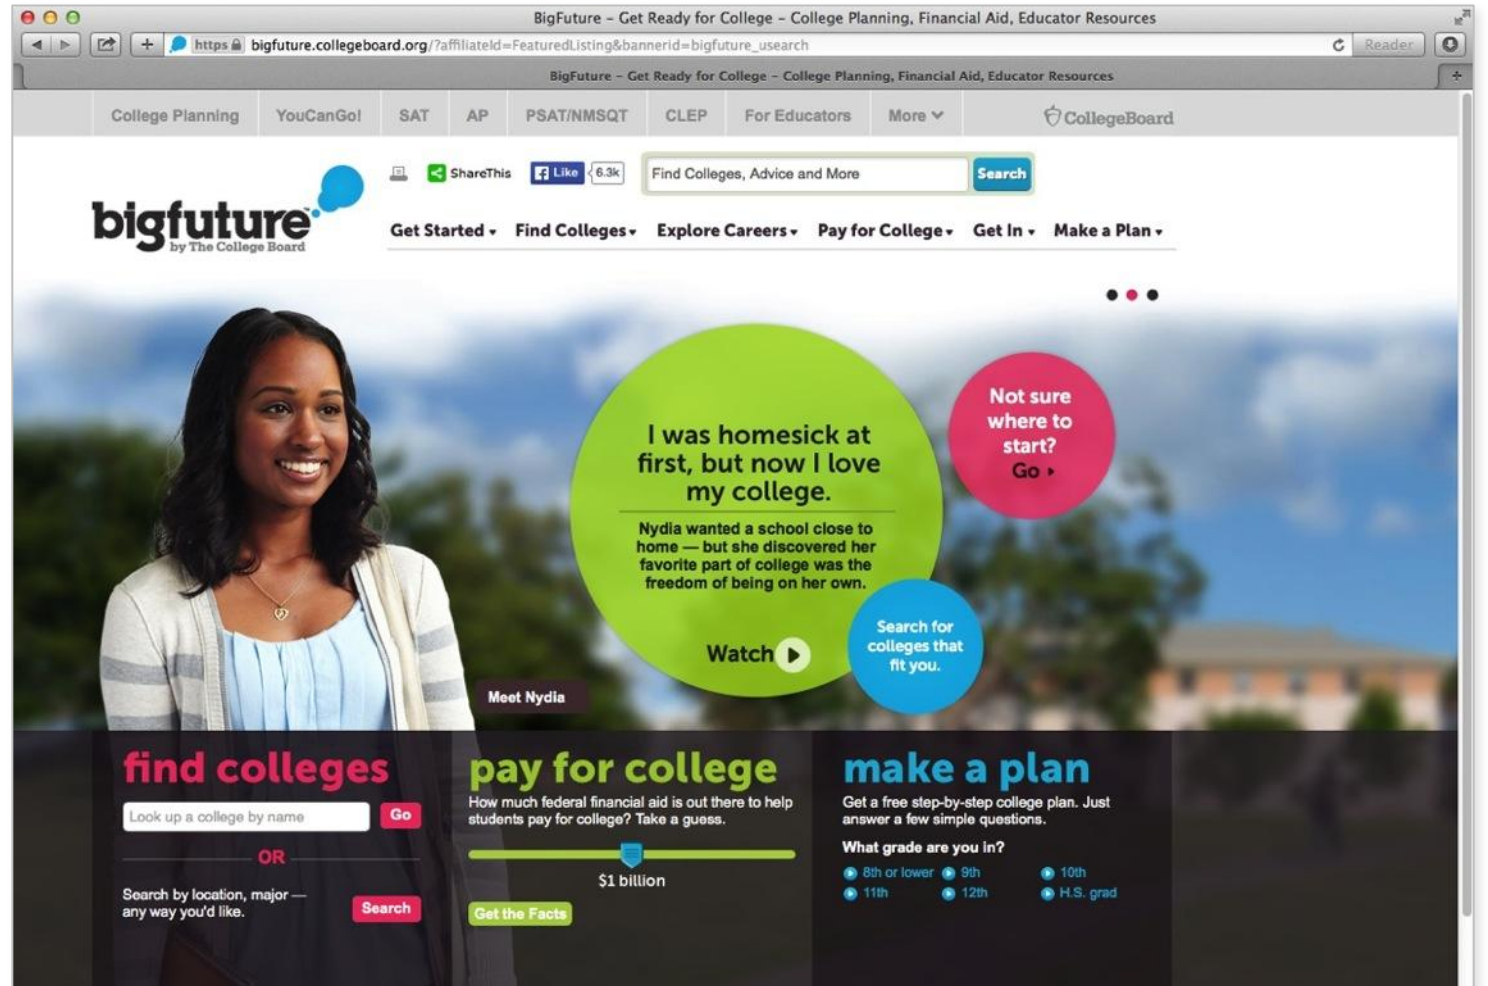 BigFuture – Get Ready for College – College Planning, Financial Aid, Educator Resources
https bigfuture.collegeboard.org/?affiliateId=FeaturedListing&bannerid=bigfuture_usearch
Reader
BigFuture – Get Ready for College – College Planning, Financial Aid, Educator Resources
College Planning YouCanGo! SAT AP PSAT/NMSQT CLEP For Educators More CollegeBoard
ShareThis Like 6.3k Find Colleges, Advice and More Search
bigfuture™
by The College Board
Get Started Find Colleges Explore Careers Pay for College Get In Make a Plan
I was homesick at
first, but now I love
my college.
Nydia wanted a school close to
home — but she discovered her
favorite part of college was the
freedom of being on her own.
Watch
Not sure
where to
start?
Go
Search for
colleges that
fit you.
Meet Nydia
find colleges
Look up a college by name Go
OR
Search by location, major —
any way you'd like.
Search
pay for college
How much federal financial aid is out there to help
students pay for college? Take a guess.
$1 billion
Get the Facts
make a plan
Get a free step-by-step college plan. Just
answer a few simple questions.
What grade are you in?
8th or lower 9th 10th
11th 12th H.S. grad